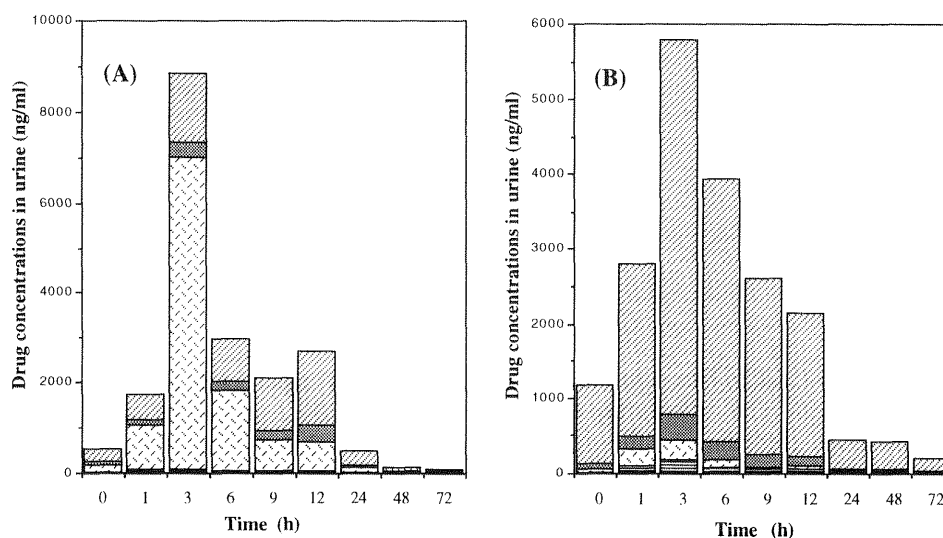 (A)
Drug concentrations in urine (ng/ml)
10000
8000
6000
4000
2000
0
0 1 3 6 9 12 24 48 72
Time (h)
(B)
Drug concentrations in urine (ng/ml)
6000
5000
4000
3000
2000
1000
0
0 1 3 6 9 12 24 48 72
Time (h)